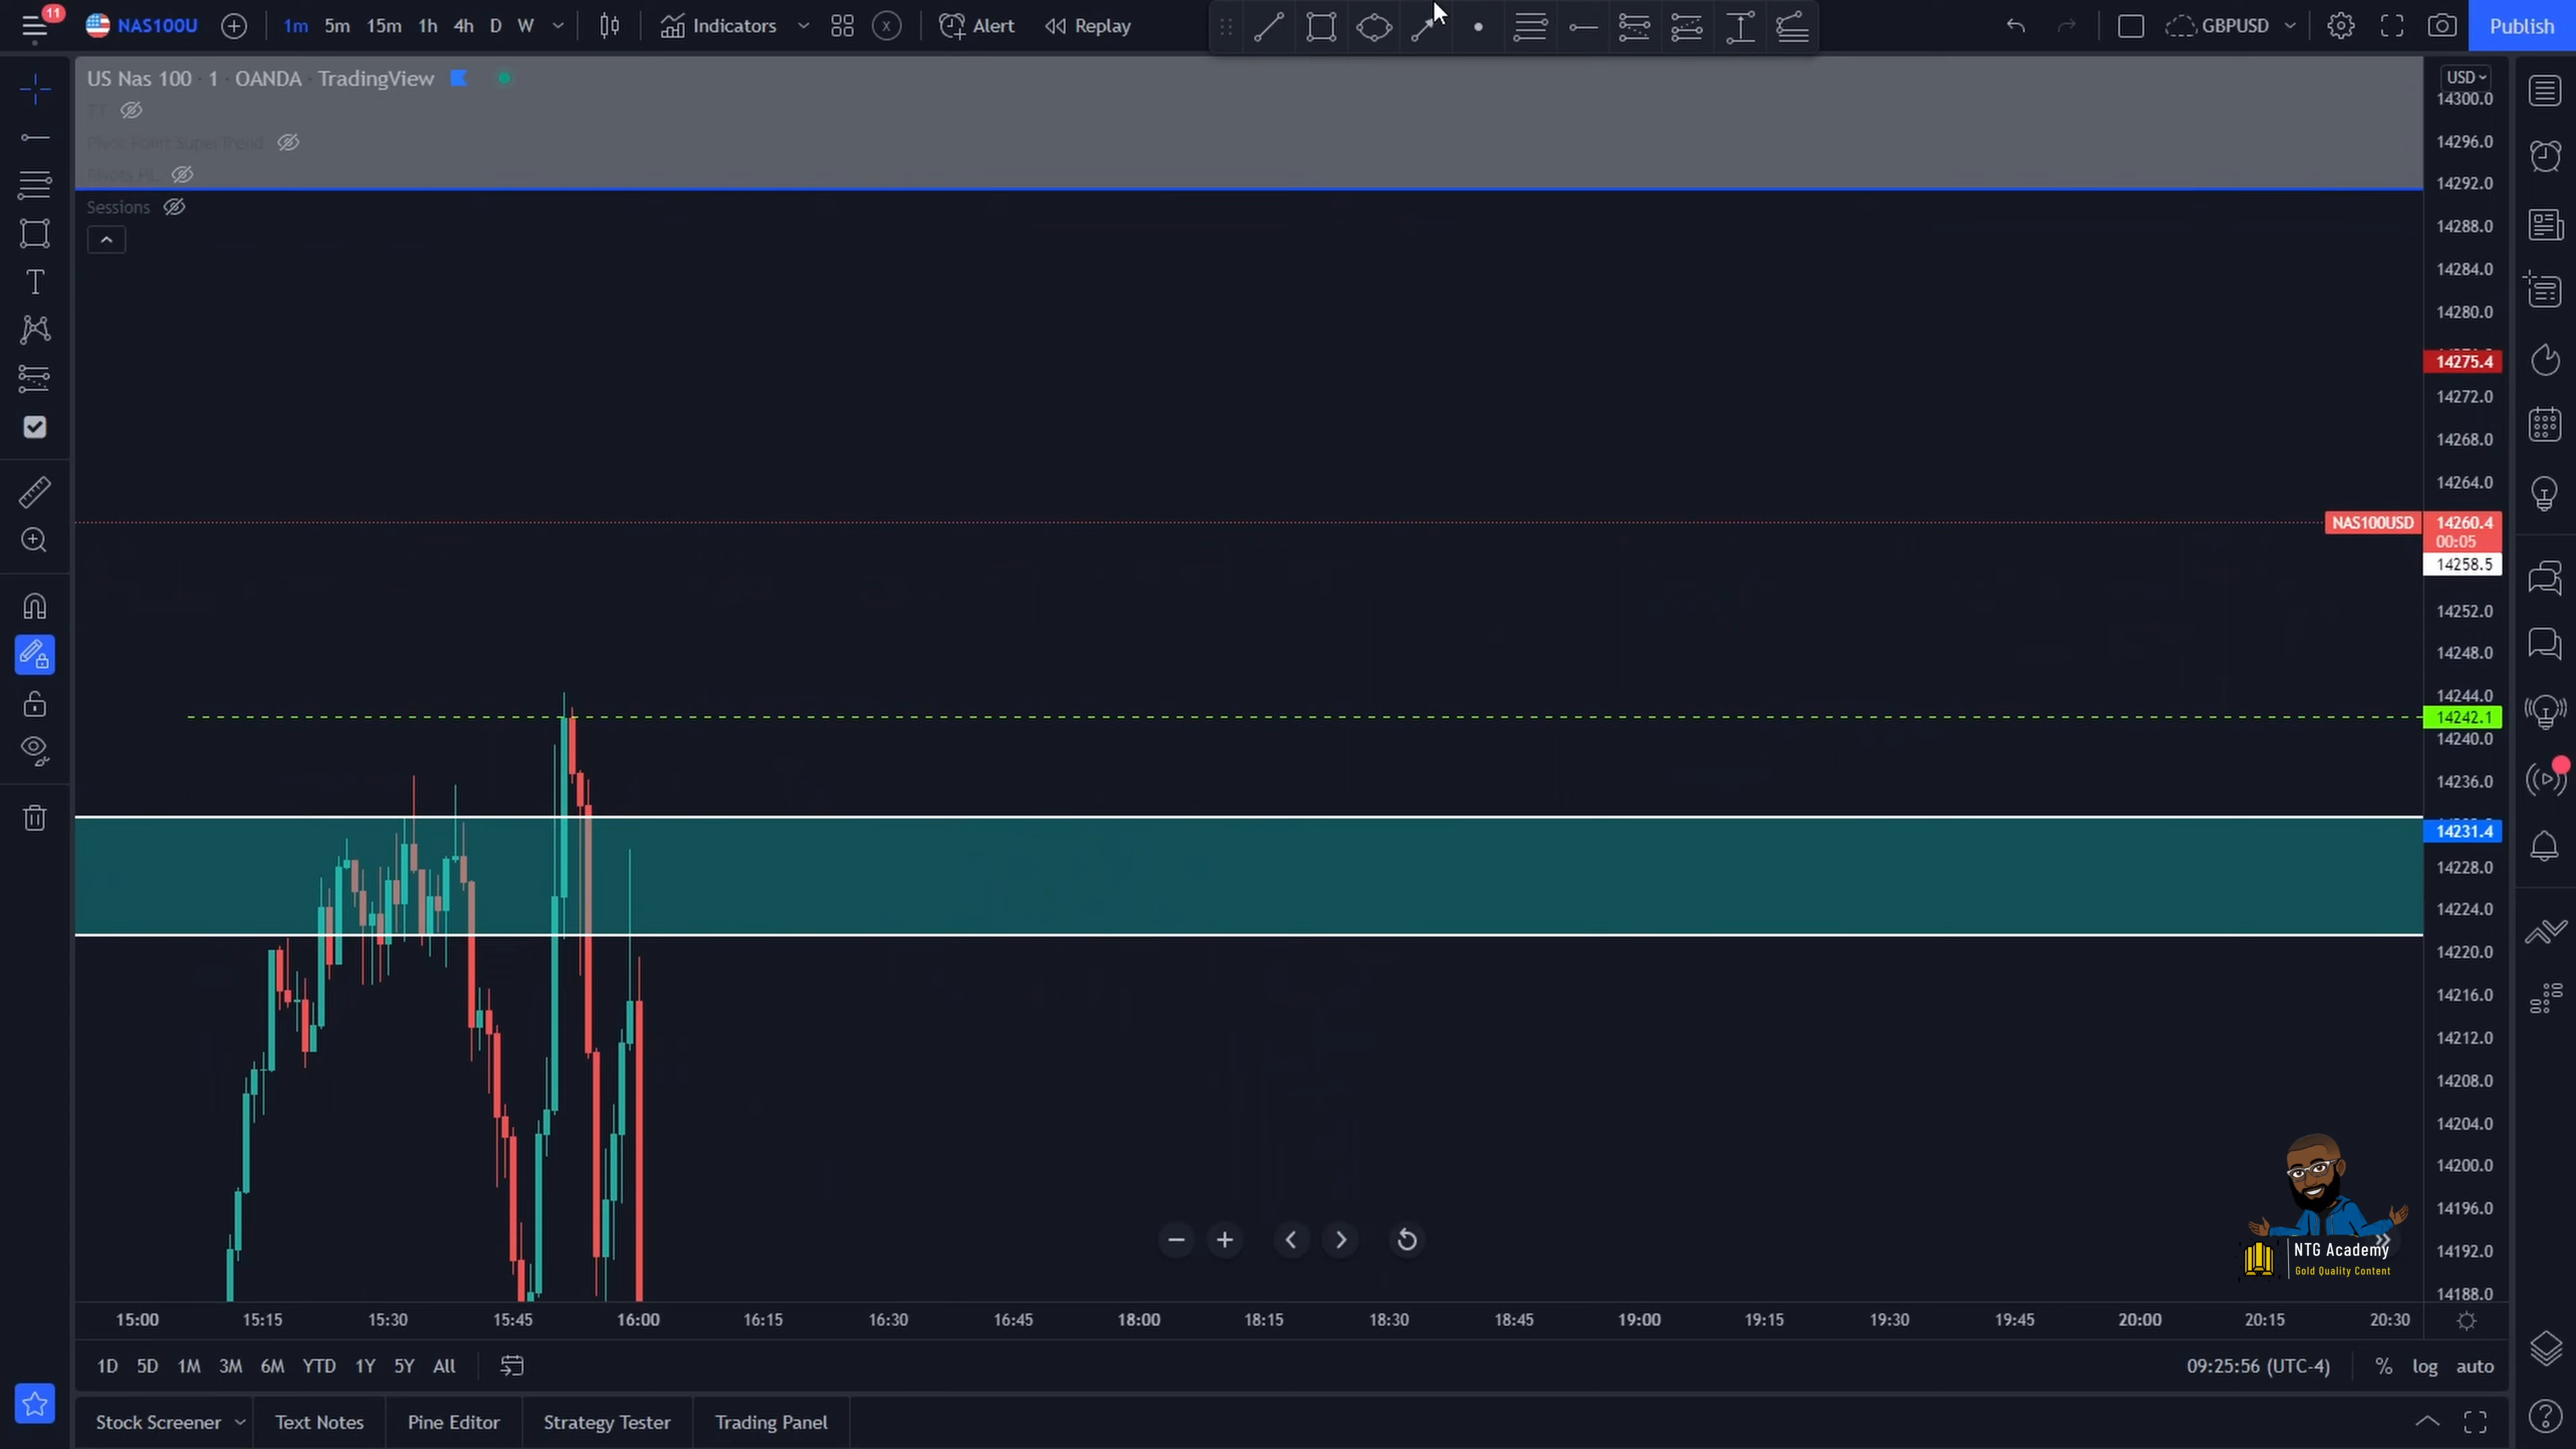 11
NAS100U
1m 5m 15m 1h 4h D W
Indicators
Alert
Replay
GBPUSD
Publish
US Nas 100 · 1 · OANDA · TradingView
TT
Pivot Point SuperTrend
Pivots HL
Sessions
USD
14300.0
14296.0
14292.0
14288.0
14284.0
14280.0
14275.4
14272.0
14268.0
14264.0
NAS100USD 14260.4
00:05
14258.5
14252.0
14248.0
14244.0
14242.1
14240.0
14236.0
14231.4
14228.0
14224.0
14220.0
14216.0
14212.0
14208.0
14204.0
14200.0
14196.0
14192.0
14188.0
NTG Academy
Gold Quality Content
15:00 15:15 15:30 15:45 16:00 16:15 16:30 16:45 18:00 18:15 18:30 18:45 19:00 19:15 19:30 19:45 20:00 20:15 20:30
1D 5D 1M 3M 6M YTD 1Y 5Y All
09:25:56 (UTC-4) % log auto
Stock Screener Text Notes Pine Editor Strategy Tester Trading Panel